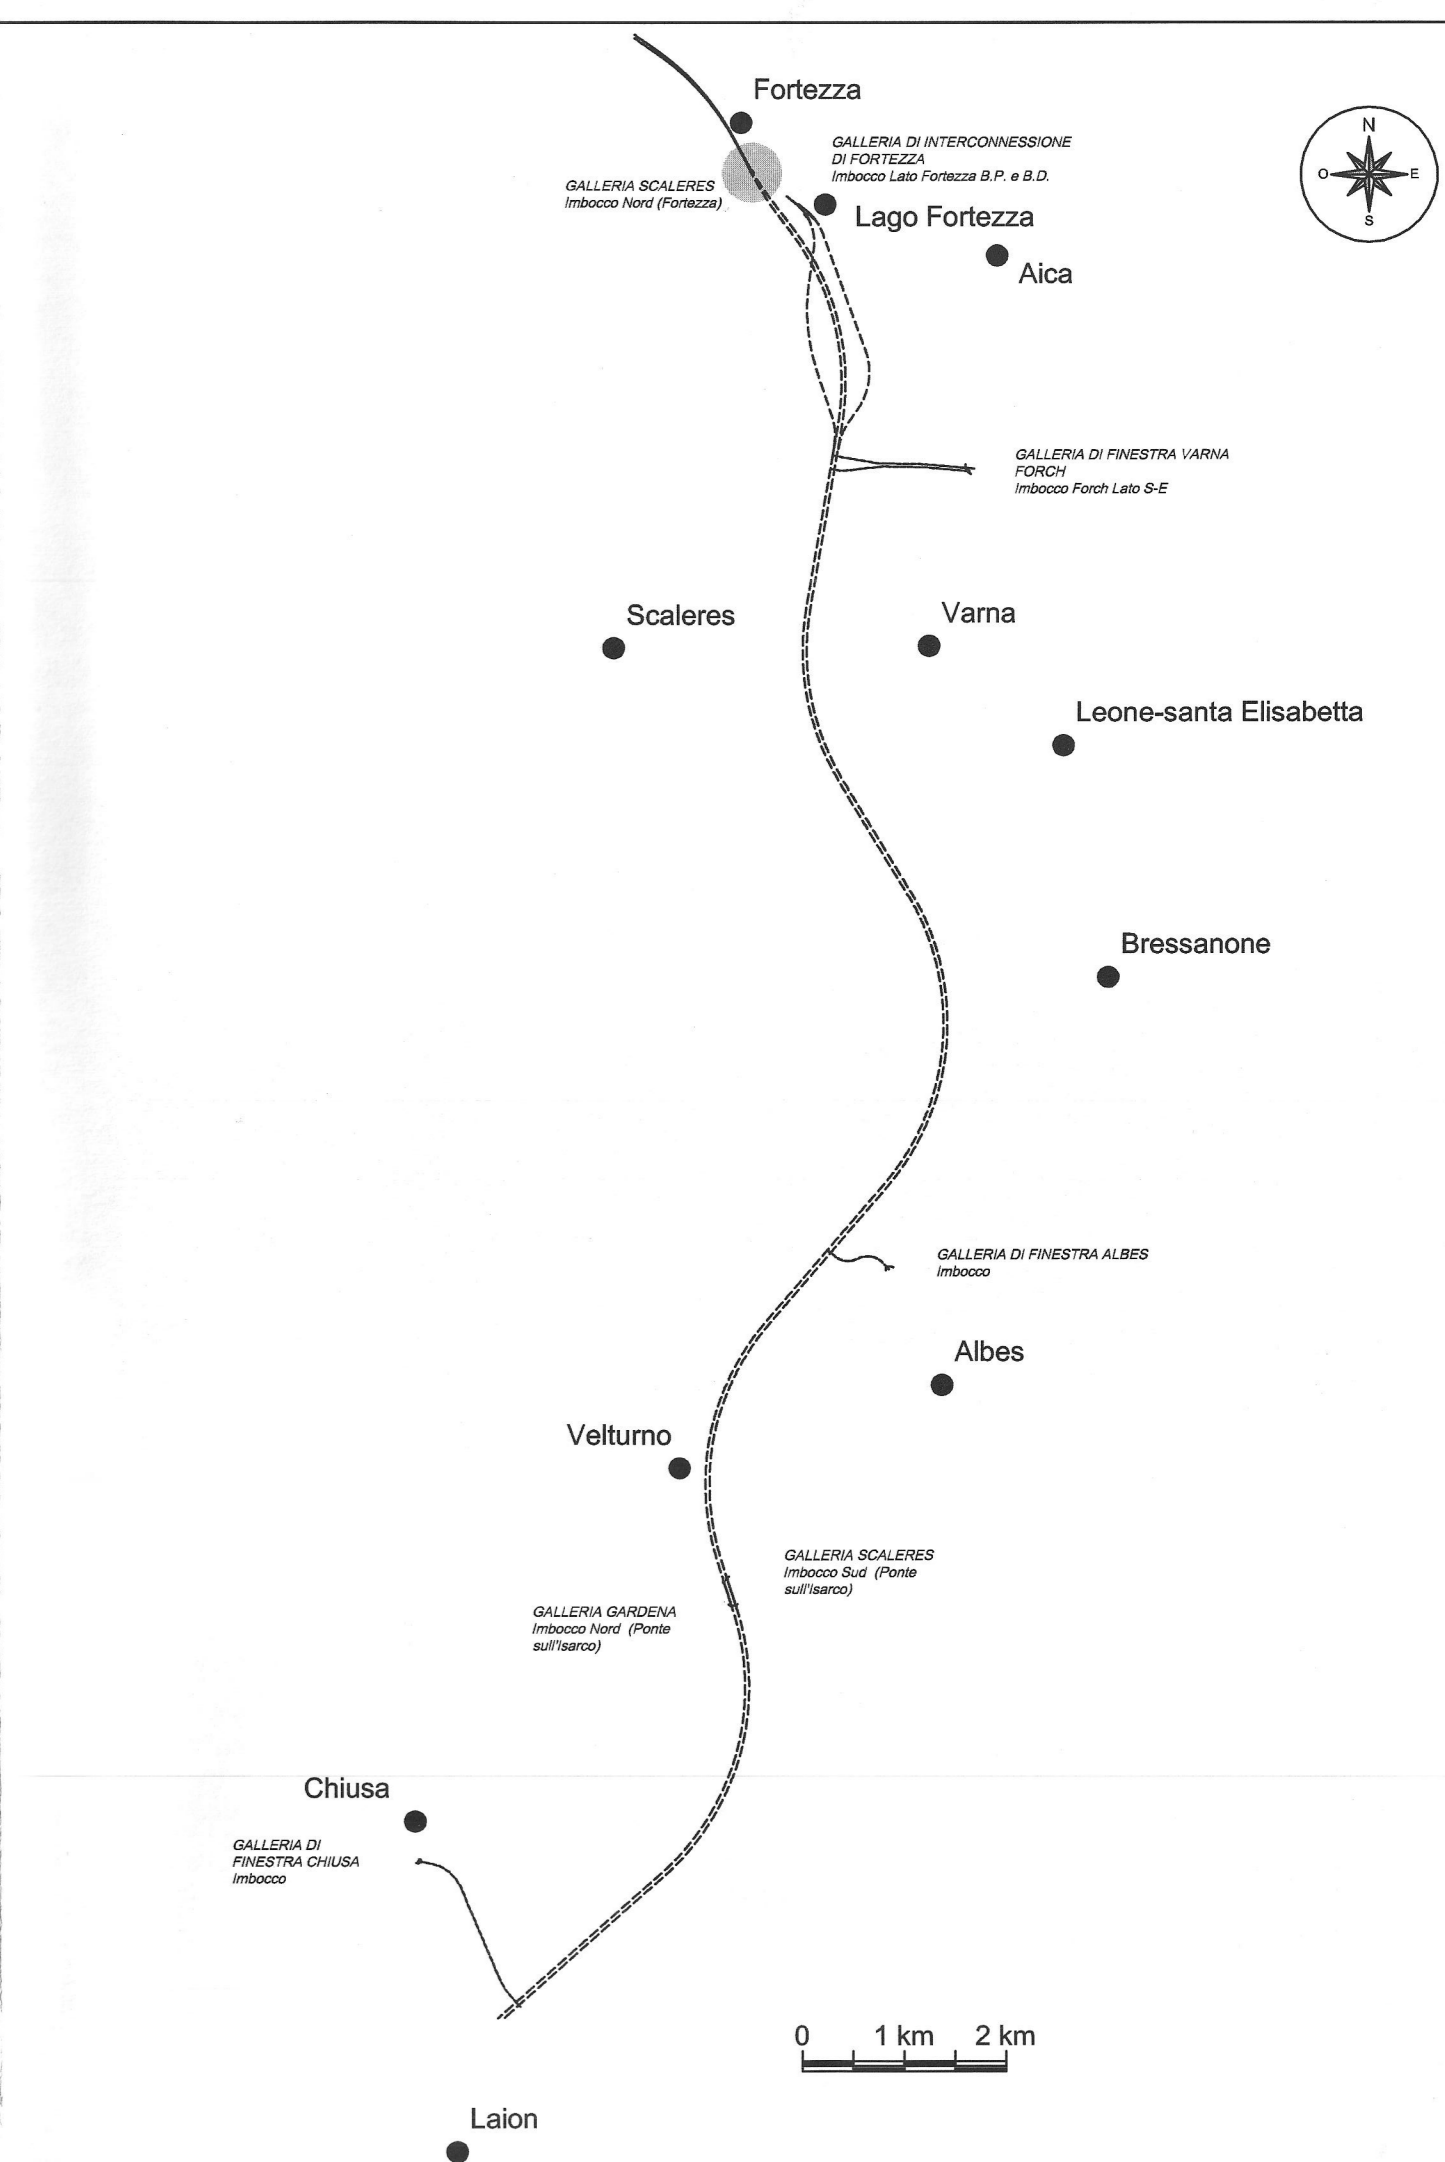 Fortezza
N
O
E
S
GALLERIA DI INTERCONNESSIONE
DI FORTEZZA
Imbocco Lato Fortezza B.P. e B.D.
GALLERIA SCALERES
Imbocco Nord (Fortezza)
Lago Fortezza
Aica
GALLERIA DI FINESTRA VARNA
FORCH
Imbocco Forch Lato S-E
Scaleres
Varna
Leone-santa Elisabetta
Bressanone
GALLERIA DI FINESTRA ALBES
Imbocco
Albes
Velturno
GALLERIA SCALERES
Imbocco Sud (Ponte
sull'Isarco)
GALLERIA GARDENA
Imbocco Nord (Ponte
sull'Isarco)
Chiusa
GALLERIA DI
FINESTRA CHIUSA
Imbocco
0 1 km 2 km
Laion